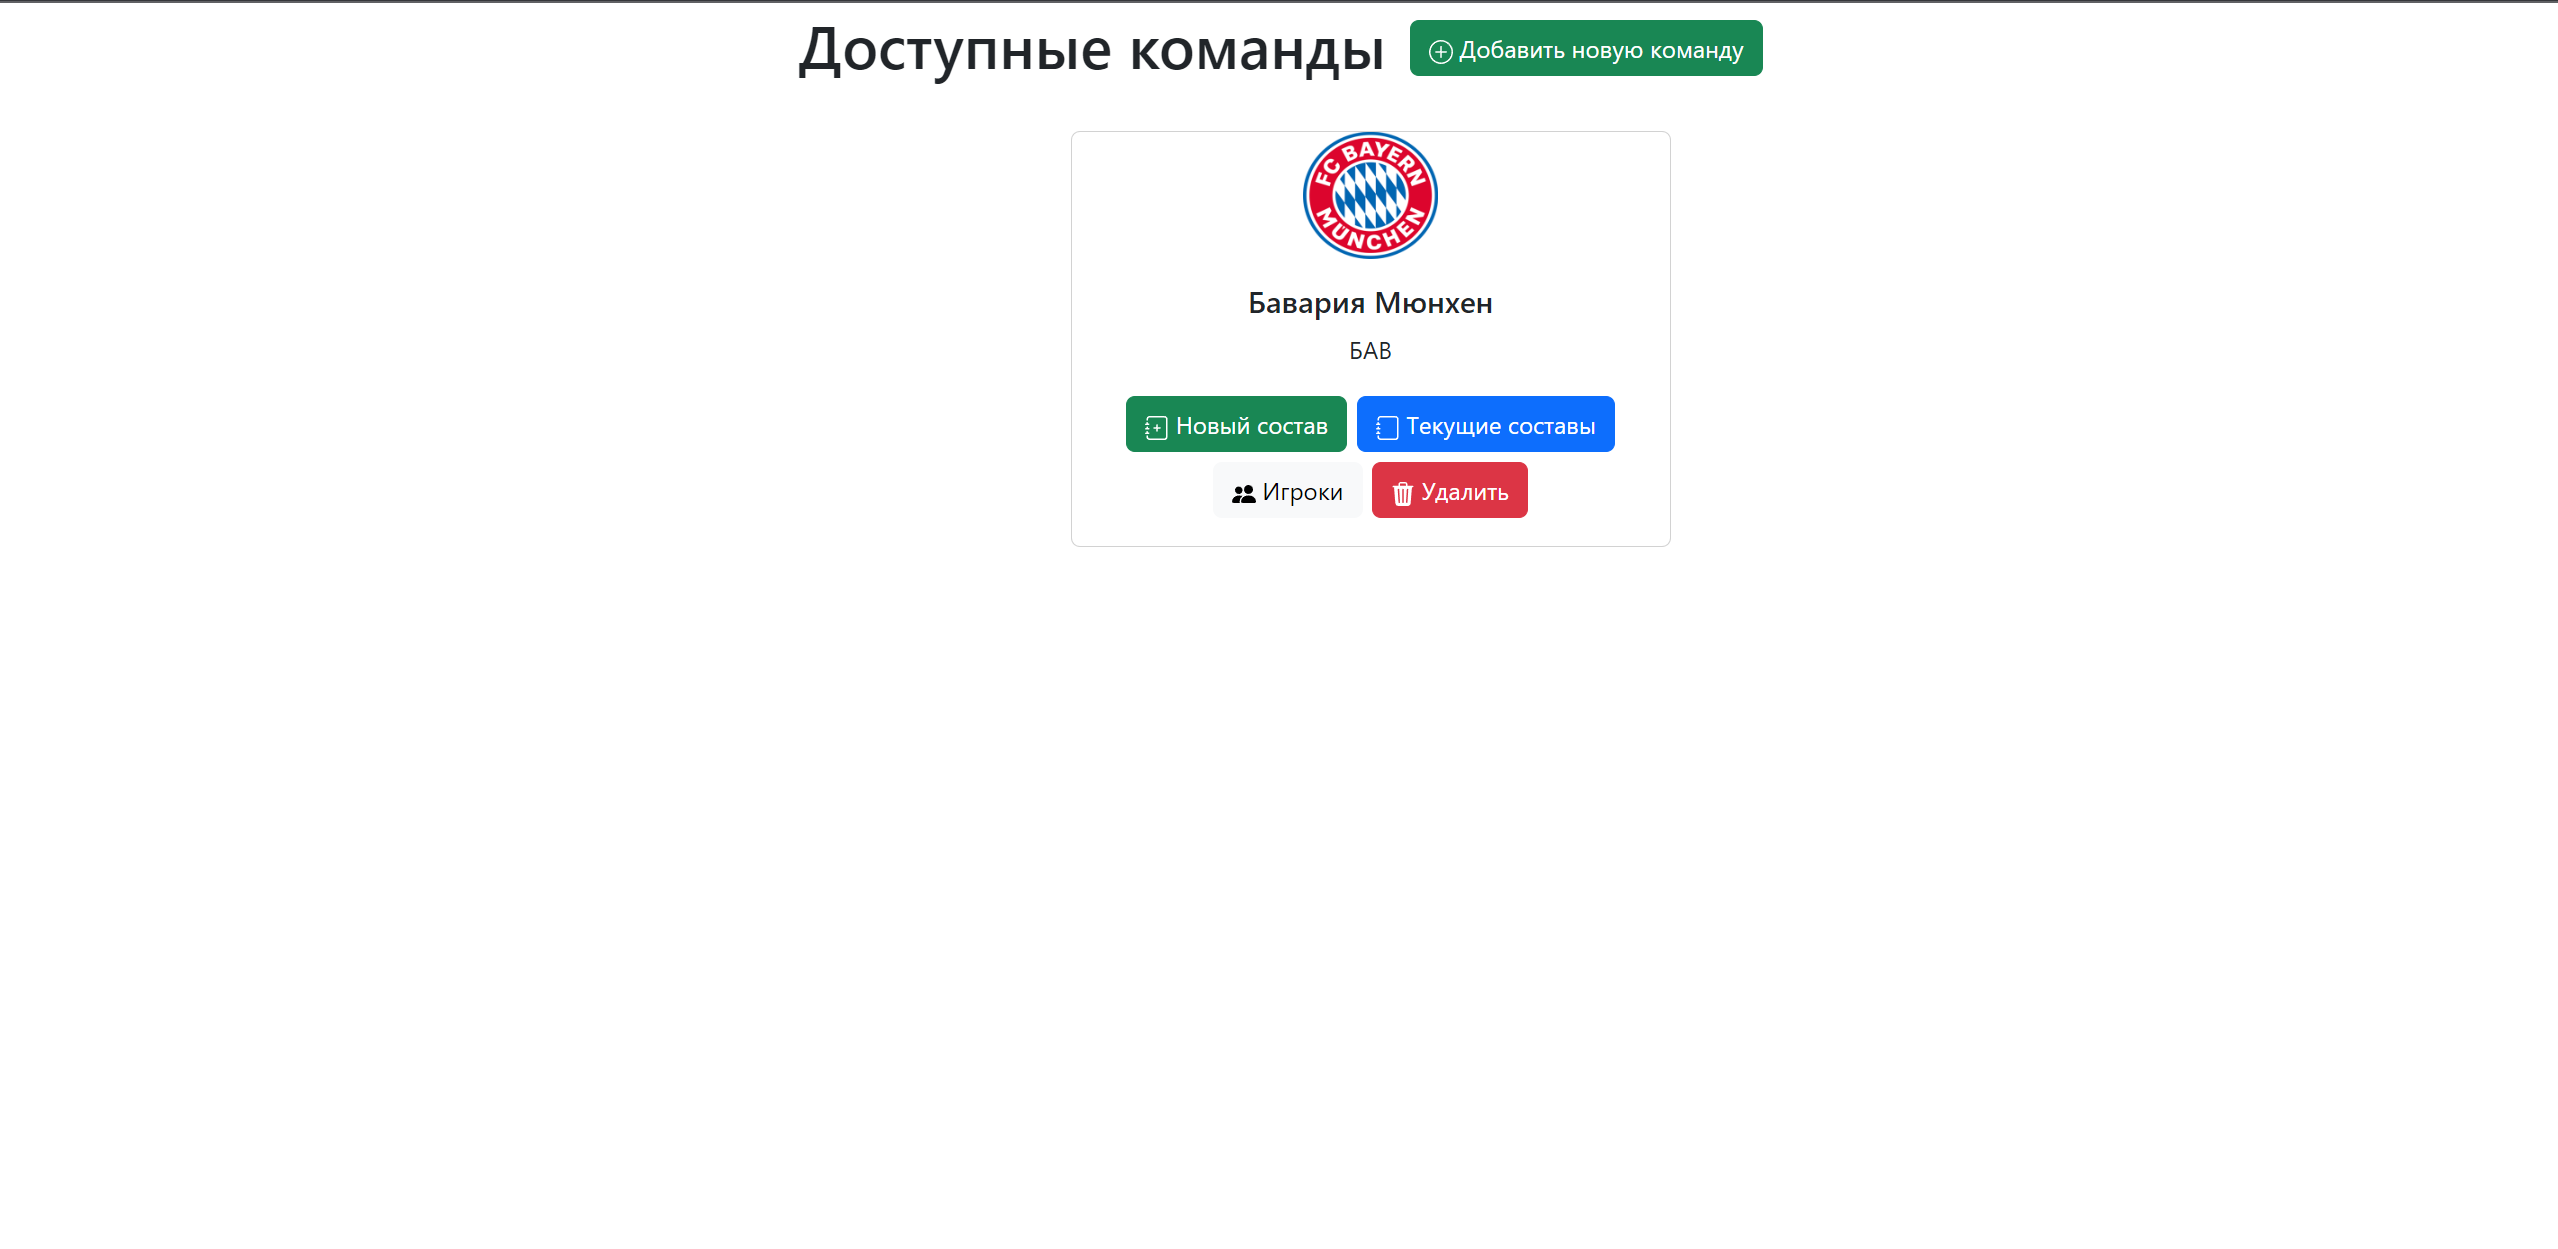 Доступные команды
Добавить новую команду
FC BAYERN
MÜNCHEN
Бавария Мюнхен
БАВ
Новый состав
Текущие составы
Игроки
Удалить